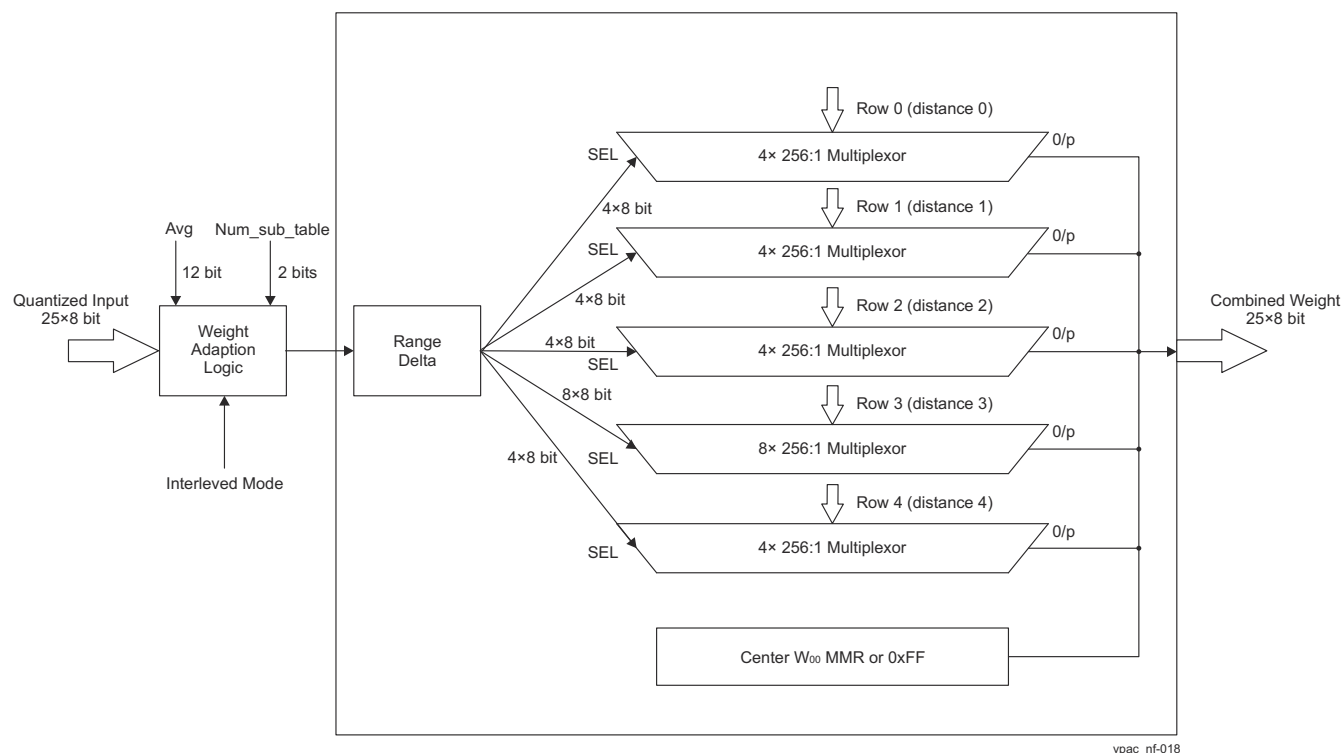 Row 0 (distance 0)
SEL
4× 256:1 Multiplexor
0/p
4×8 bit
Row 1 (distance 1)
SEL
4× 256:1 Multiplexor
0/p
Avg
Num_sub_table
12 bit
2 bits
4×8 bit
Quantized Input
25×8 bit
Weight
Adaption
Logic
Range
Delta
Row 2 (distance 2)
4×8 bit
SEL
4× 256:1 Multiplexor
0/p
Combined Weight
25×8 bit
8×8 bit
Row 3 (distance 3)
SEL
8× 256:1 Multiplexor
0/p
4×8 bit
Interleved Mode
Row 4 (distance 4)
SEL
4× 256:1 Multiplexor
0/p
Center W00 MMR or 0xFF
vpac_nf-018